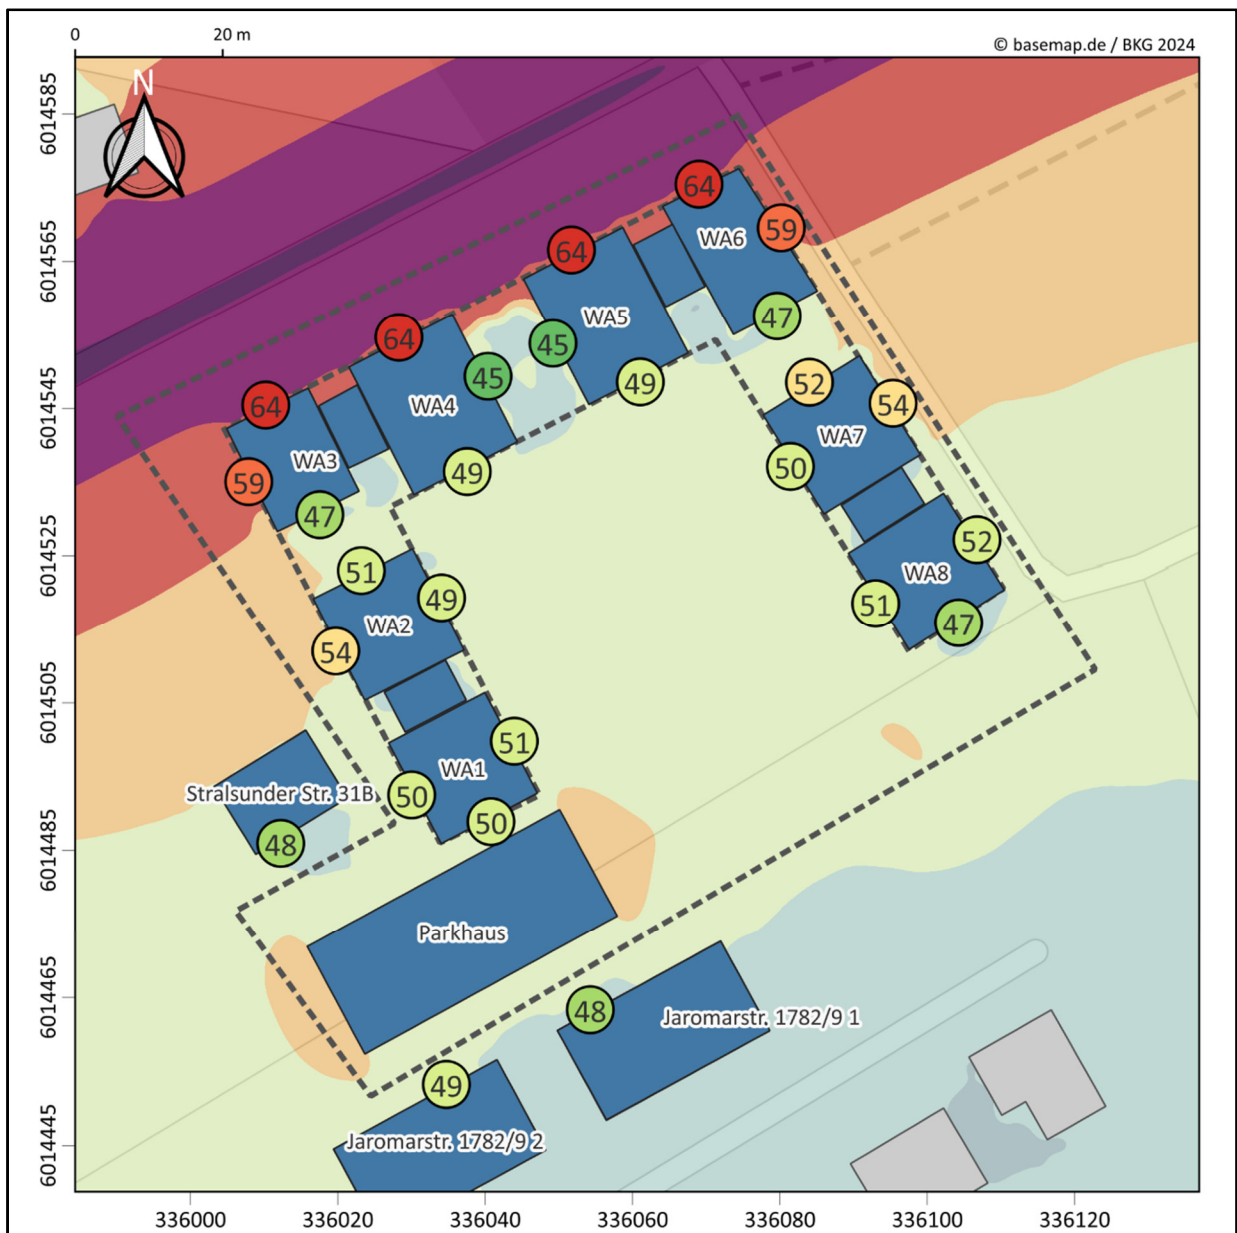 0
20 m
© basemap.de / BKG 2024
N
6014585
64
59
WA6
6014565
64
47
WA5
64
45
45
52
49
54
6014545
64
WA4
WA7
WA3
50
49
59
47
6014525
51
52
WA8
49
51
47
WA2
54
6014505
51
WA1
Stralsunder Str. 31B
50
50
48
6014485
Parkhaus
6014465
48
Jaromarstr. 1782/9 1
49
Jaromarstr. 1782/9 2
6014445
336000
336020
336040
336060
336080
336100
336120